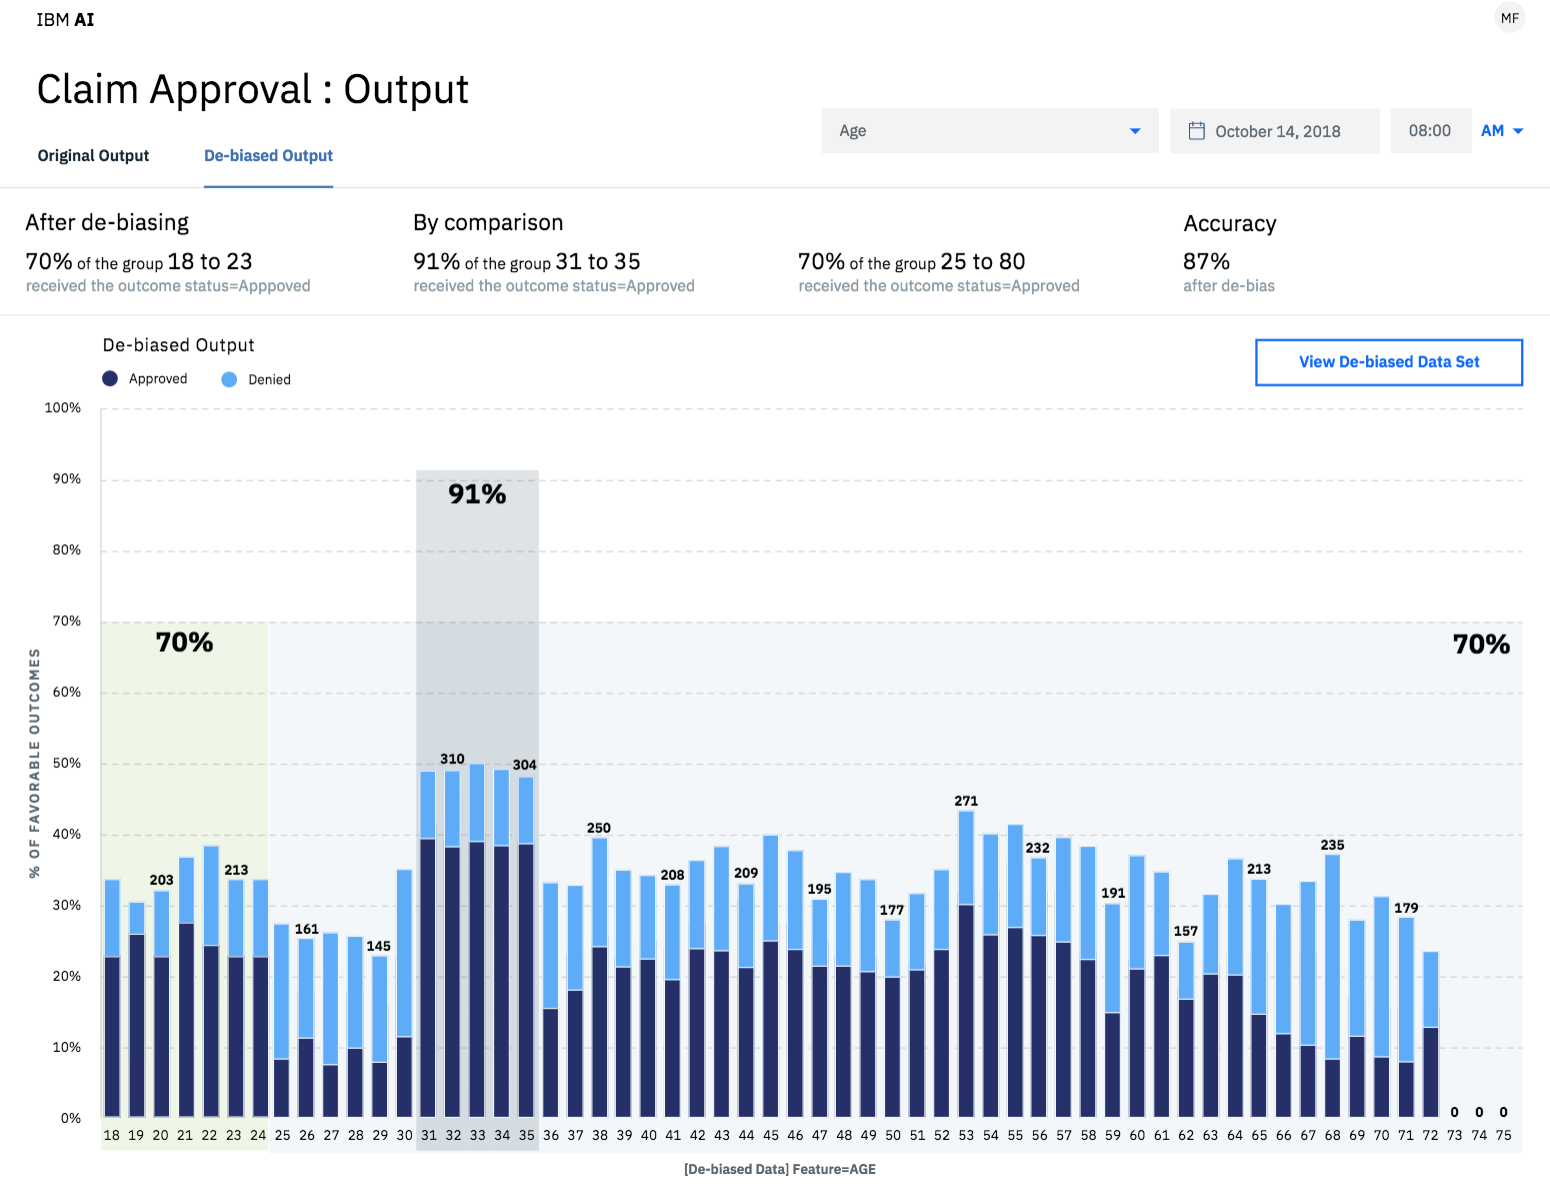 IBM AI
MF
Claim Approval : Output
Age
October 14, 2018
08:00
AM
Original Output
De-biased Output
After de-biasing
70% of the group 18 to 23
received the outcome status=Apppoved
By comparison
91% of the group 31 to 35
received the outcome status=Approved
70% of the group 25 to 80
received the outcome status=Approved
Accuracy
87%
after de-bias
De-biased Output
Approved
Denied
View De-biased Data Set
% OF FAVORABLE OUTCOMES
100%
90%
80%
70%
60%
50%
40%
30%
20%
10%
0%
70%
91%
70%
203
213
161
145
310
304
250
208
209
195
177
271
232
191
157
213
235
179
0 0 0
18 19 20 21 22 23 24 25 26 27 28 29 30 31 32 33 34 35 36 37 38 39 40 41 42 43 44 45 46 47 48 49 50 51 52 53 54 55 56 57 58 59 60 61 62 63 64 65 66 67 68 69 70 71 72 73 74 75
[De-biased Data] Feature=AGE